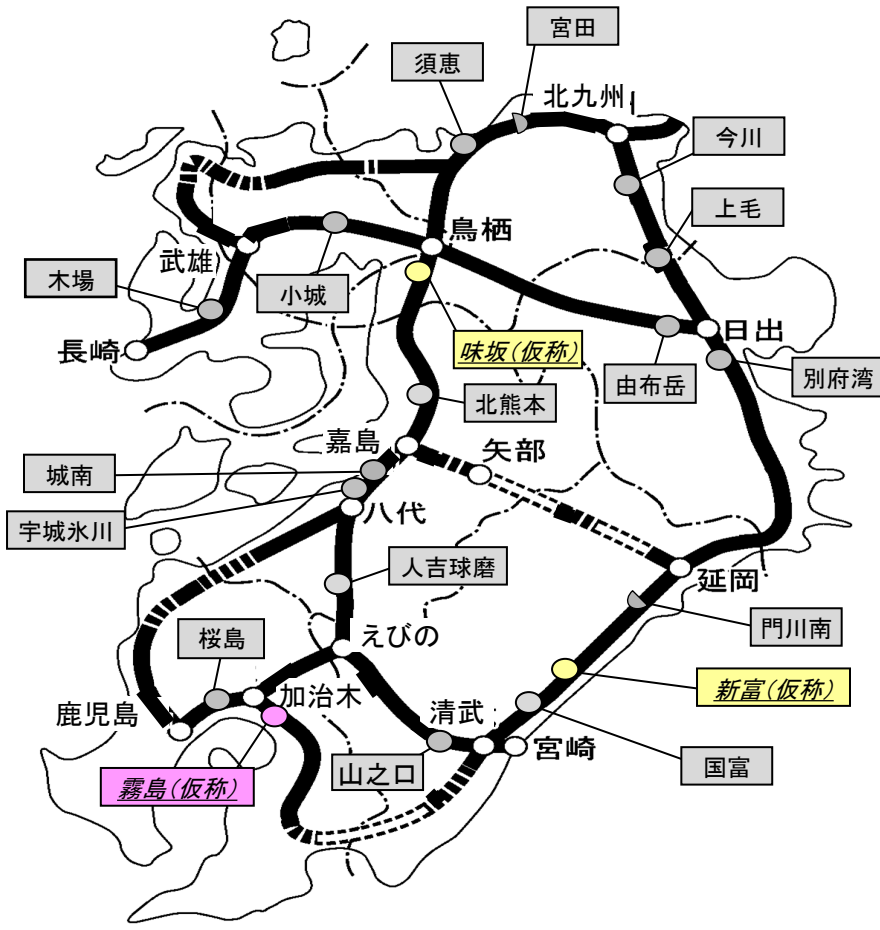 宮田
須恵
北九州
今川
上毛
鳥栖
武雄
木場
小城
長崎
味坂(仮称)
日出
由布岳
別府湾
北熊本
嘉島
矢部
城南
宇城氷川
八代
人吉球磨
延岡
門川南
桜島
えびの
新富(仮称)
鹿児島
加治木
清武
宮崎
国富
山之口
霧島(仮称)